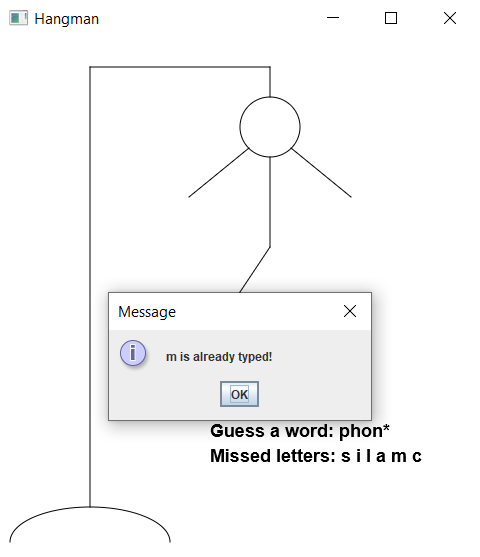 Hangman
Message
m is already typed!
OK
Guess a word: phon*
Missed letters: s i l a m c